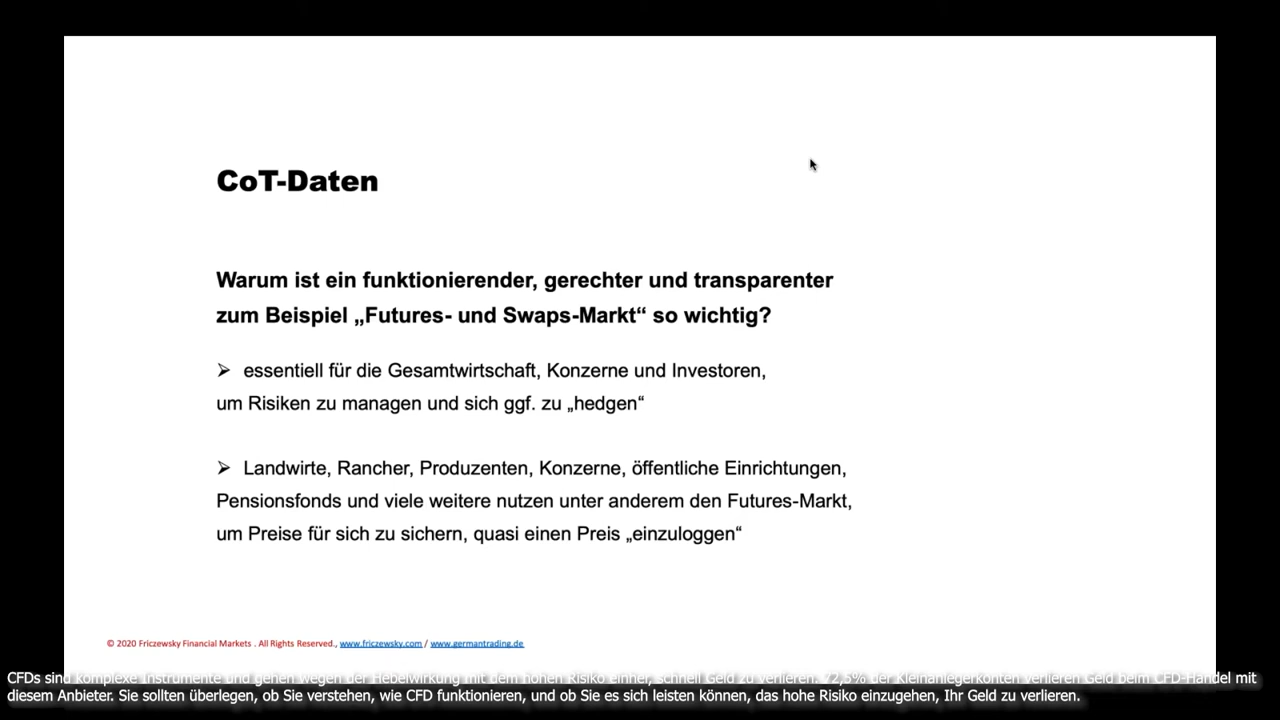 CoT-Daten
Warum ist ein funktionierender, gerechter und transparenter
zum Beispiel „Futures- und Swaps-Markt“ so wichtig?
➢ essentiell für die Gesamtwirtschaft, Konzerne und Investoren,
um Risiken zu managen und sich ggf. zu „hedgen“
➢ Landwirte, Rancher, Produzenten, Konzerne, öffentliche Einrichtungen,
Pensionsfonds und viele weitere nutzen unter anderem den Futures-Markt,
um Preise für sich zu sichern, quasi einen Preis „einzuloggen“
© 2020 Friczewsky Financial Markets . All Rights Reserved., www.friczewsky.com / www.germantrading.de
CFDs sind komplexe Instrumente und gehen wegen der Hebelwirkung mit dem hohen Risiko einher, schnell Geld zu verlieren. 72,5% der Kleinanlegerkonten verlieren Geld beim CFD-Handel mit
diesem Anbieter. Sie sollten überlegen, ob Sie verstehen, wie CFD funktionieren, und ob Sie es sich leisten können, das hohe Risiko einzugehen, Ihr Geld zu verlieren.